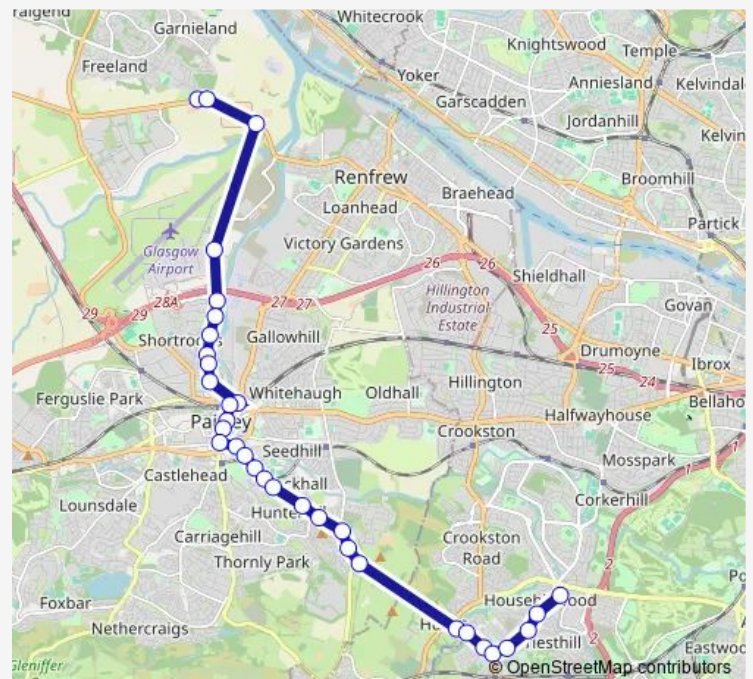 Garnieland
Whitecrook
Freeland
Knightswood
Temple
Yoker
Anniesland
Kelvindal
Garscadden
Jordanhill
Kelvin
Renfrew
Broomhill
Loanhead
Braehead
Partick
Victory Gardens
Glasgow
Airport
26
26
Shieldhall
28A
27
27
Hillington
Industrial
Estate
Govan
29
29
25
Gallowhill
Drumoyne
Ibrox
25
24
Whitehaugh
Oldhall
Hillington
Ferguslie Park
Halfwayhouse
Bellaho
Crookston
1
Seedhill
Mosspark
1
Castlehead
Corkerhill
Lounsdale
Carriagehill
Crookston
Road
Thornly Park
2
Foxbar
Nethercraigs
2
Eastwoo
Gleniffer
© OpenStreetMap contributors